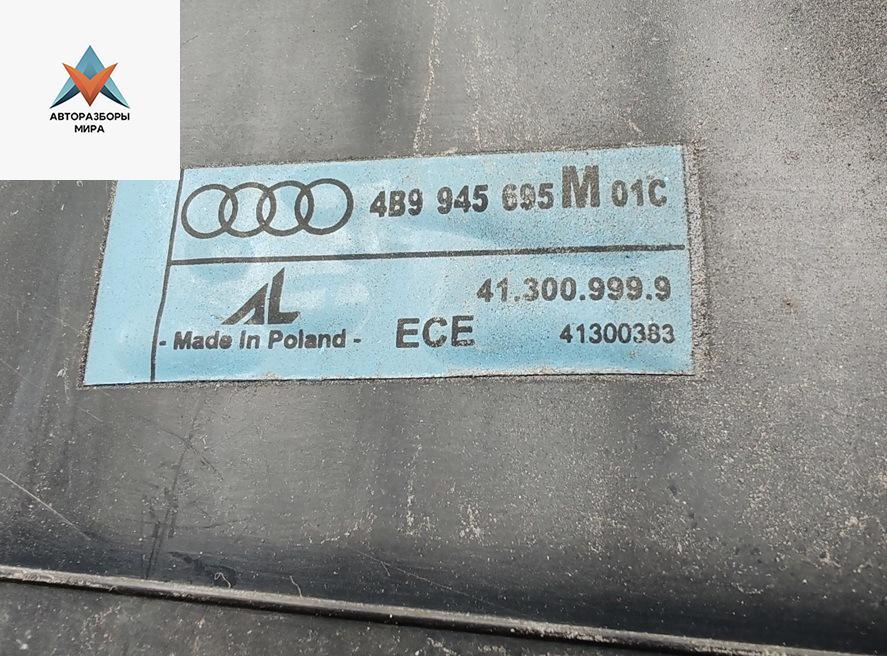 АВТОРАЗБОРЫ
МИРА
4B9 945 695 M 01C
41.300.999.9
AL
- Made In Poland - ECE 41300383